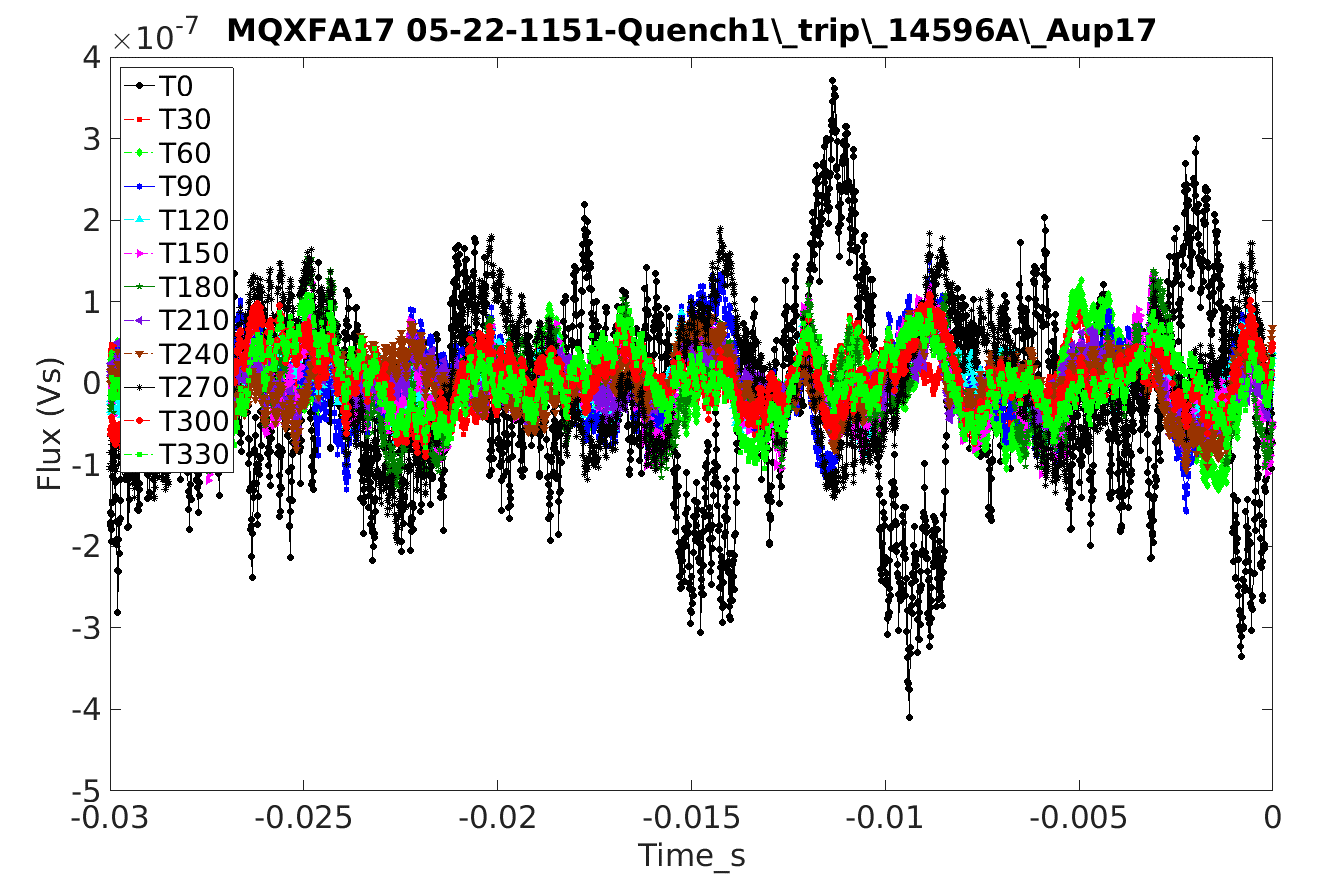 MQXFA17 05-22-1151-Quench1\_trip\_14596A\_Aup17
×10-7
4
3
2
1
0
-1
-2
-3
-4
-5
Flux (Vs)
T0
T30
T60
T90
T120
T150
T180
T210
T240
T270
T300
T330
-0.03 -0.025 -0.02 -0.015 -0.01 -0.005 0
Time_s